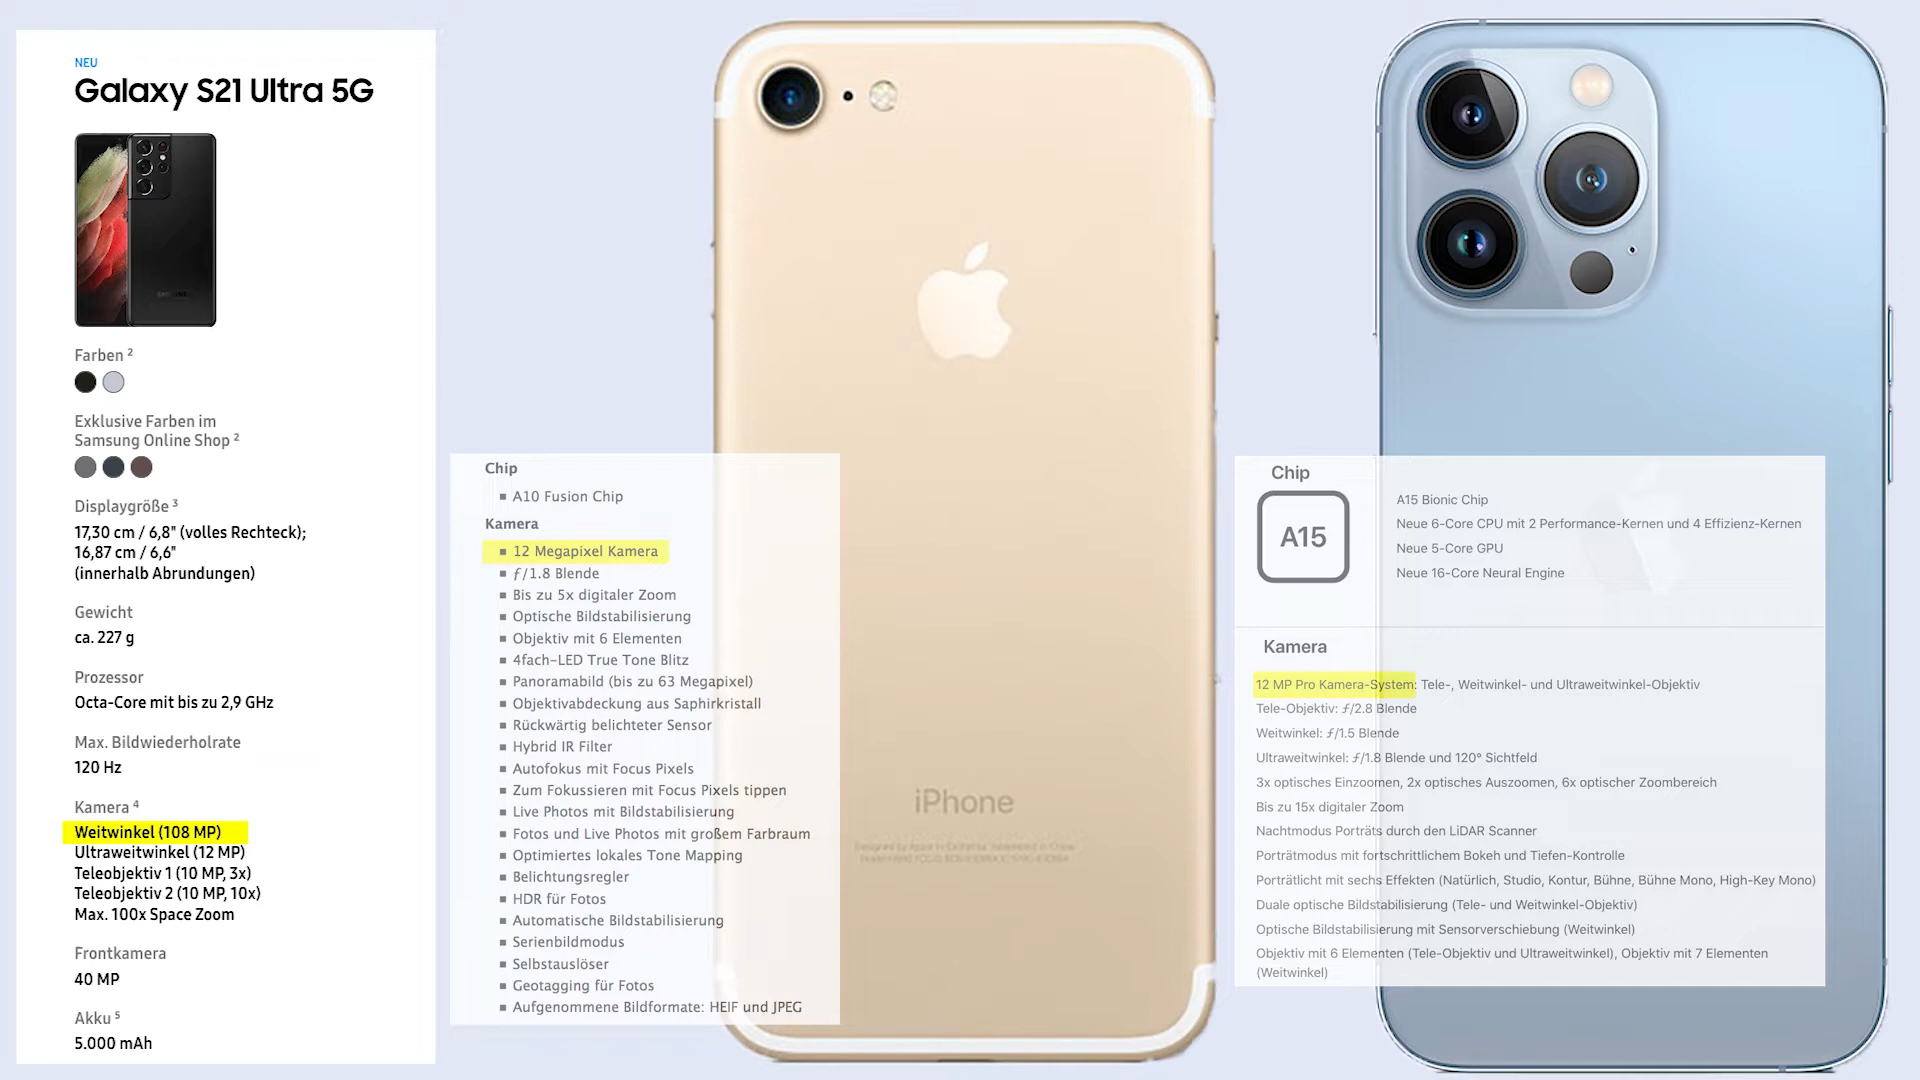 NEU
Galaxy S21 Ultra 5G
Farben ²
Exklusive Farben im
Samsung Online Shop ²
Displaygröße ³
17,30 cm / 6,8" (volles Rechteck);
16,87 cm / 6,6"
(innerhalb Abrundungen)
Gewicht
ca. 227 g
Prozessor
Octa-Core mit bis zu 2,9 GHz
Max. Bildwiederholrate
120 Hz
Kamera ⁴
Weitwinkel (108 MP)
Ultraweitwinkel (12 MP)
Teleobjektiv 1 (10 MP, 3x)
Teleobjektiv 2 (10 MP, 10x)
Max. 100x Space Zoom
Frontkamera
40 MP
Akku ⁵
5.000 mAh
Chip
▪ A10 Fusion Chip
Kamera
▪ 12 Megapixel Kamera
▪ ƒ/1.8 Blende
▪ Bis zu 5x digitaler Zoom
▪ Optische Bildstabilisierung
▪ Objektiv mit 6 Elementen
▪ 4fach-LED True Tone Blitz
▪ Panoramabild (bis zu 63 Megapixel)
▪ Objektivabdeckung aus Saphirkristall
▪ Rückwärtig belichteter Sensor
▪ Hybrid IR Filter
▪ Autofokus mit Focus Pixels
▪ Zum Fokussieren mit Focus Pixels tippen
▪ Live Photos mit Bildstabilisierung
▪ Fotos und Live Photos mit großem Farbraum
▪ Optimiertes lokales Tone Mapping
▪ Belichtungsregler
▪ HDR für Fotos
▪ Automatische Bildstabilisierung
▪ Serienbildmodus
▪ Selbstauslöser
▪ Geotagging für Fotos
▪ Aufgenommene Bildformate: HEIF und JPEG
iPhone
Chip
A15
A15 Bionic Chip
Neue 6-Core CPU mit 2 Performance-Kernen und 4 Effizienz-Kernen
Neue 5-Core GPU
Neue 16-Core Neural Engine
Kamera
12 MP Pro Kamera-System: Tele-, Weitwinkel- und Ultraweitwinkel-Objektiv
Tele-Objektiv: ƒ/2.8 Blende
Weitwinkel: ƒ/1.5 Blende
Ultraweitwinkel: ƒ/1.8 Blende und 120° Sichtfeld
3x optisches Einzoomen, 2x optisches Auszoomen, 6x optischer Zoombereich
Bis zu 15x digitaler Zoom
Nachtmodus Porträts durch den LiDAR Scanner
Porträtmodus mit fortschrittlichem Bokeh und Tiefen-Kontrolle
Porträtlicht mit sechs Effekten (Natürlich, Studio, Kontur, Bühne, Bühne Mono, High-Key Mono)
Duale optische Bildstabilisierung (Tele- und Weitwinkel-Objektiv)
Optische Bildstabilisierung mit Sensorverschiebung (Weitwinkel)
Objektiv mit 6 Elementen (Tele-Objektiv und Ultraweitwinkel), Objektiv mit 7 Elementen
(Weitwinkel)